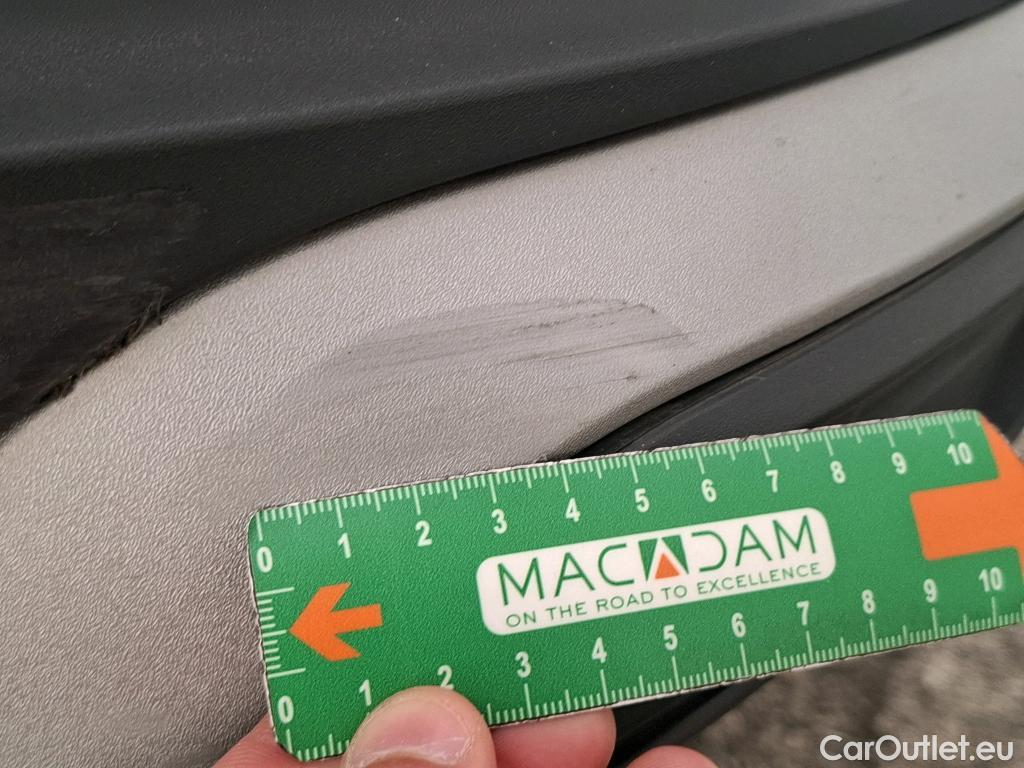 0 1 2 3 4 5 6 7 8 9 10
MACADAM
ON THE ROAD TO EXCELLENCE
0 1 2 3 4 5 6 7 8 9 10
CarOutlet.eu